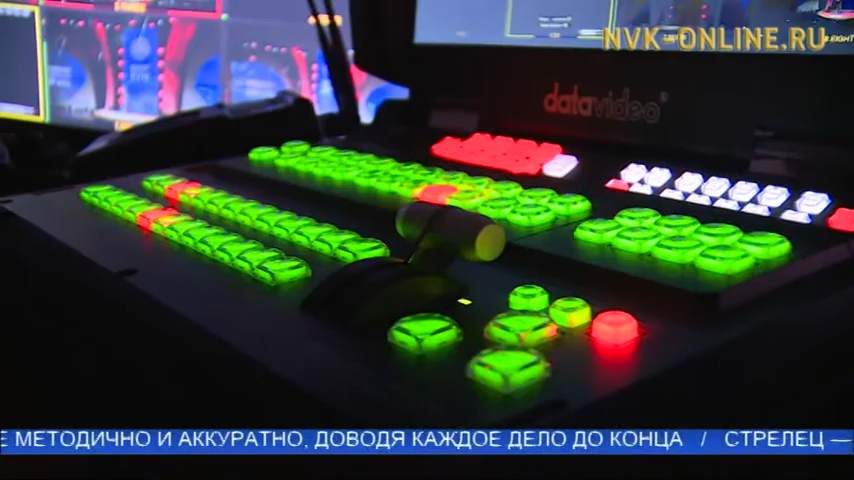 NVK-ONLINE.RU
datavideo
Е МЕТОДИЧНО И АККУРАТНО, ДОВОДЯ КАЖДОЕ ДЕЛО ДО КОНЦА / СТРЕЛЕЦ —